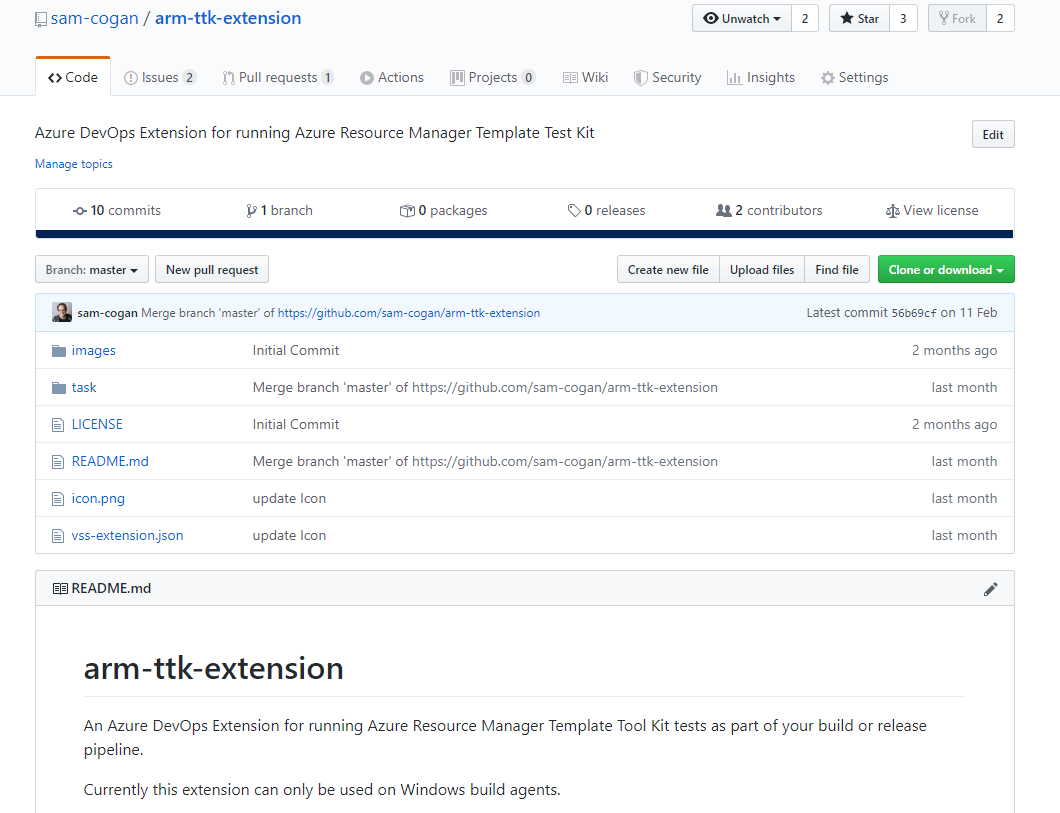 sam-cogan / arm-ttk-extension Unwatch 2 Star 3 Fork 2
Code Issues 2 Pull requests 1 Actions Projects 0 Wiki Security Insights Settings
Azure DevOps Extension for running Azure Resource Manager Template Test Kit Edit
Manage topics
10 commits 1 branch 0 packages 0 releases 2 contributors View license
Branch: master New pull request Create new file Upload files Find file Clone or download
sam-cogan Merge branch 'master' of https://github.com/sam-cogan/arm-ttk-extension Latest commit 56b69cf on 11 Feb
images Initial Commit 2 months ago
task Merge branch 'master' of https://github.com/sam-cogan/arm-ttk-extension last month
LICENSE Initial Commit 2 months ago
README.md Merge branch 'master' of https://github.com/sam-cogan/arm-ttk-extension last month
icon.png update Icon last month
vss-extension.json update Icon last month
README.md
arm-ttk-extension
An Azure DevOps Extension for running Azure Resource Manager Template Tool Kit tests as part of your build or release
pipeline.
Currently this extension can only be used on Windows build agents.